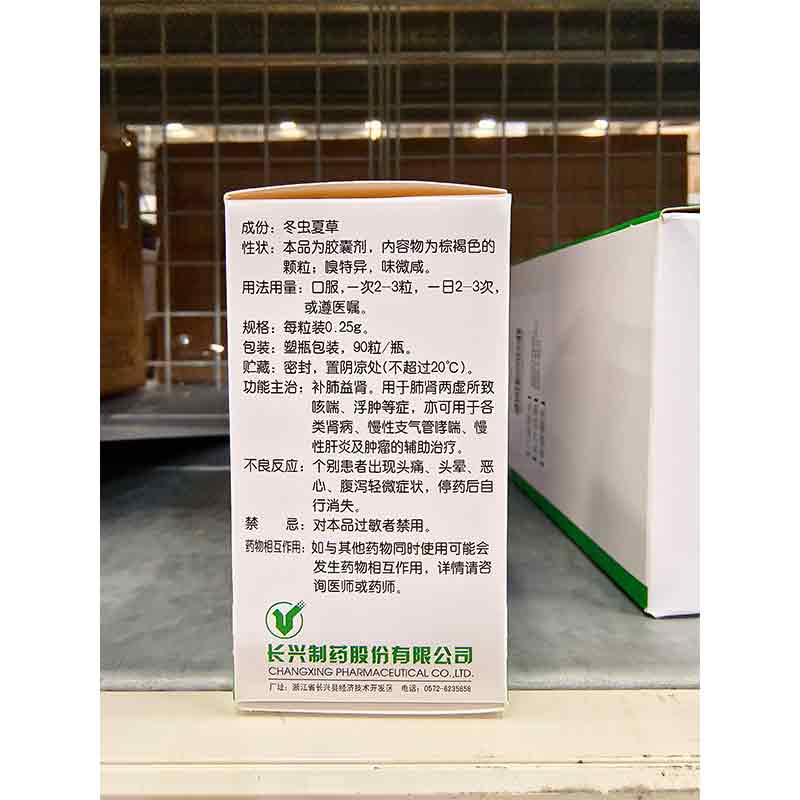 成份：冬虫夏草
性状：本品为胶囊剂，内容物为棕褐色的
颗粒；嗅特异，味微咸。
用法用量：口服，一次2-3粒，一日2-3次，
或遵医嘱。
规格：每粒装0.25g。
包装：塑瓶包装，90粒/瓶。
贮藏：密封，置阴凉处(不超过20℃)。
功能主治：补肺益肾。用于肺肾两虚所致
咳喘、浮肿等症，亦可用于各
类肾病、慢性支气管哮喘、慢
性肝炎及肿瘤的辅助治疗。
不良反应：个别患者出现头痛、头晕、恶
心、腹泻轻微症状，停药后自
行消失。
禁　忌：对本品过敏者禁用。
药物相互作用：如与其他药物同时使用可能会
发生药物相互作用，详情请咨
询医师或药师。
长兴制药股份有限公司
CHANGXING PHARMACEUTICAL CO.,LTD.
厂址：浙江省长兴县经济技术开发区　电话：0572-6235658